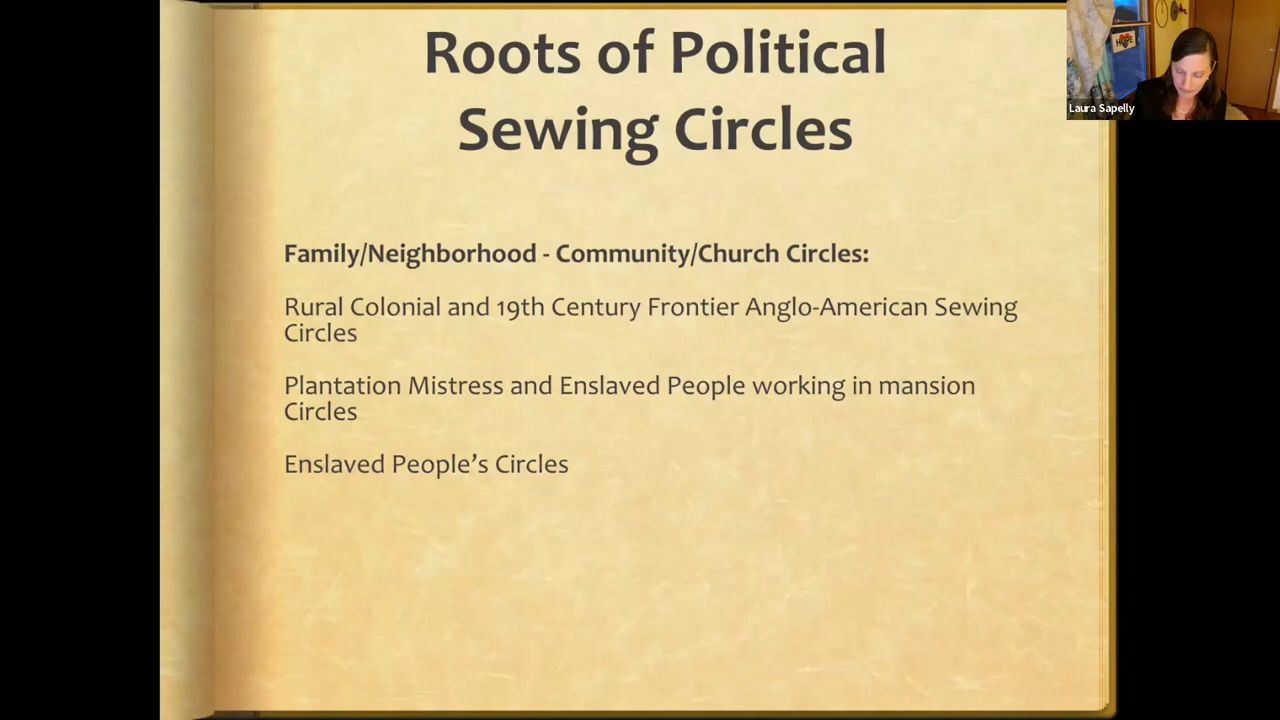 Roots of Political
Sewing Circles
HOPE
Laura Sapelly
Family/Neighborhood - Community/Church Circles:
Rural Colonial and 19th Century Frontier Anglo-American Sewing
Circles
Plantation Mistress and Enslaved People working in mansion
Circles
Enslaved People’s Circles